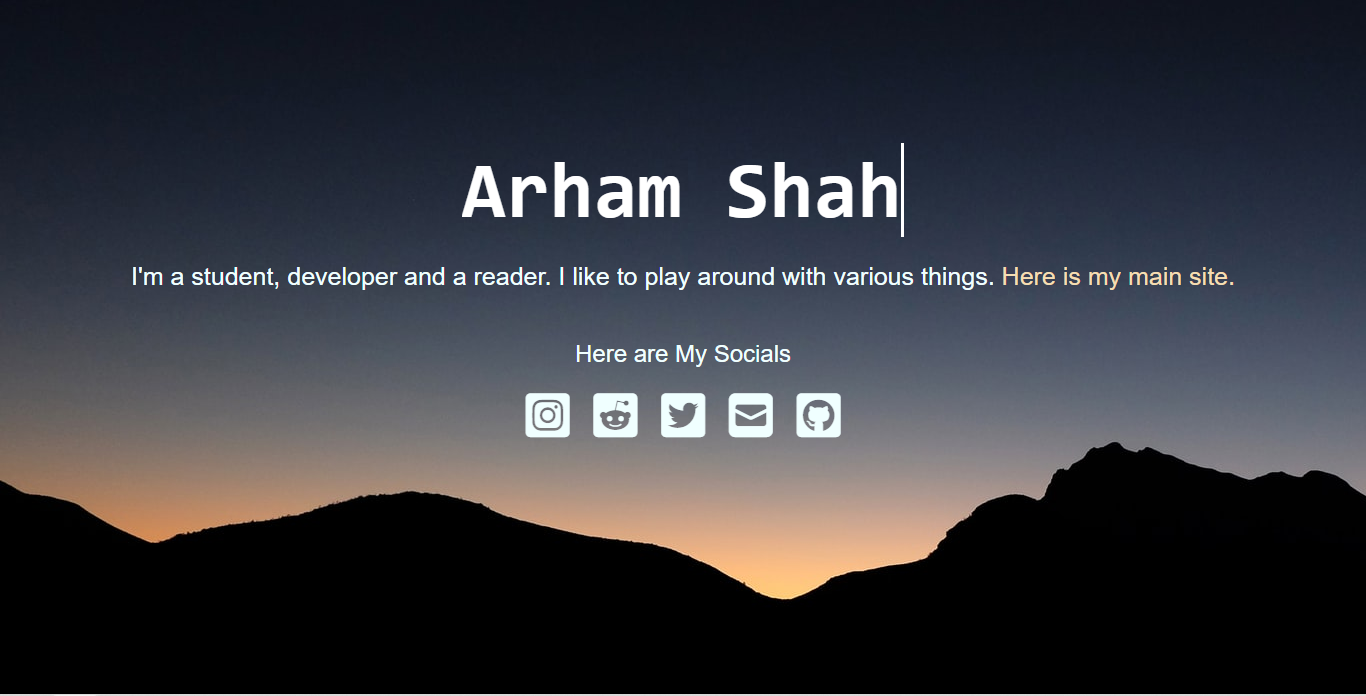 Arham Shah
I'm a student, developer and a reader. I like to play around with various things. Here is my main site.
Here are My Socials